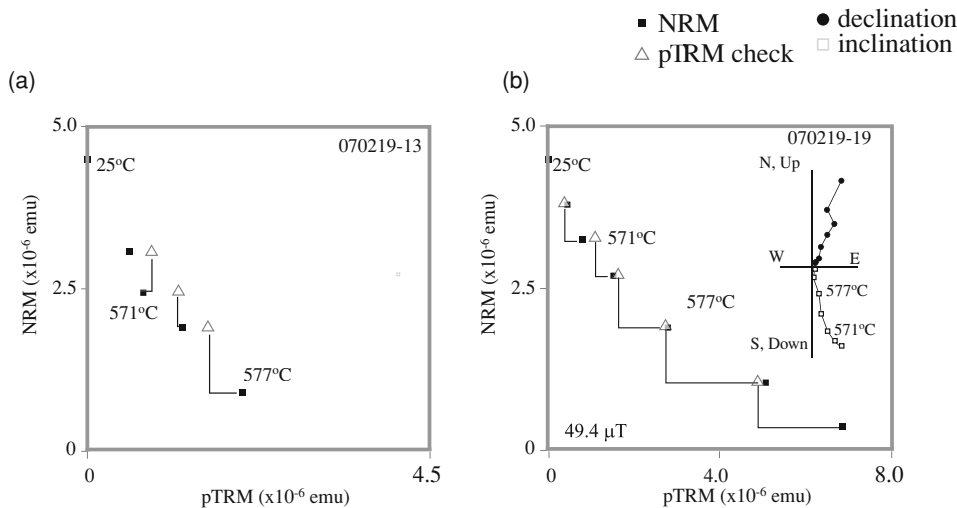 NRM
pTRM check
declination
inclination
(a)
5.0
070219-13
25°C
NRM (x10-6 emu)
2.5
571°C
577°C
0
0
4.5
pTRM (x10-6 emu)
(b)
5.0
070219-19
25°C
N, Up
571°C
W
E
NRM (x10-6 emu)
2.5
577°C
577°C
571°C
S, Down
49.4 μT
0
0
4.0
8.0
pTRM (x10-6 emu)